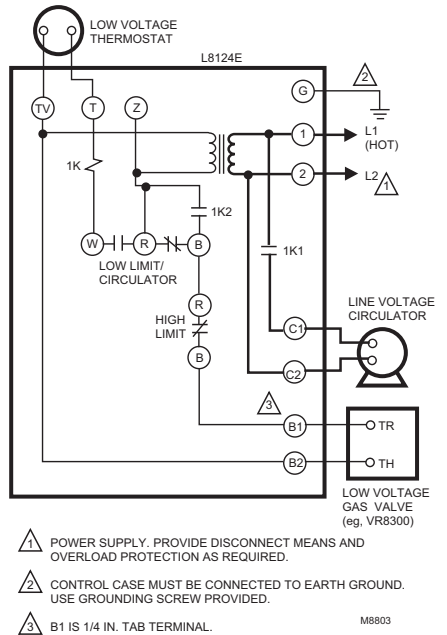 LOW VOLTAGE
THERMOSTAT
L8124E
TV
T
Z
G
2
1
L1
(HOT)
2
L2
1
1K
1K2
1K1
W
R
B
LOW LIMIT/
CIRCULATOR
R
HIGH
LIMIT
B
C1
C2
LINE VOLTAGE
CIRCULATOR
3
B1
TR
B2
TH
LOW VOLTAGE
GAS VALVE
(eg, VR8300)
1 POWER SUPPLY. PROVIDE DISCONNECT MEANS AND
OVERLOAD PROTECTION AS REQUIRED.
2 CONTROL CASE MUST BE CONNECTED TO EARTH GROUND.
USE GROUNDING SCREW PROVIDED.
3 B1 IS 1/4 IN. TAB TERMINAL.
M8803